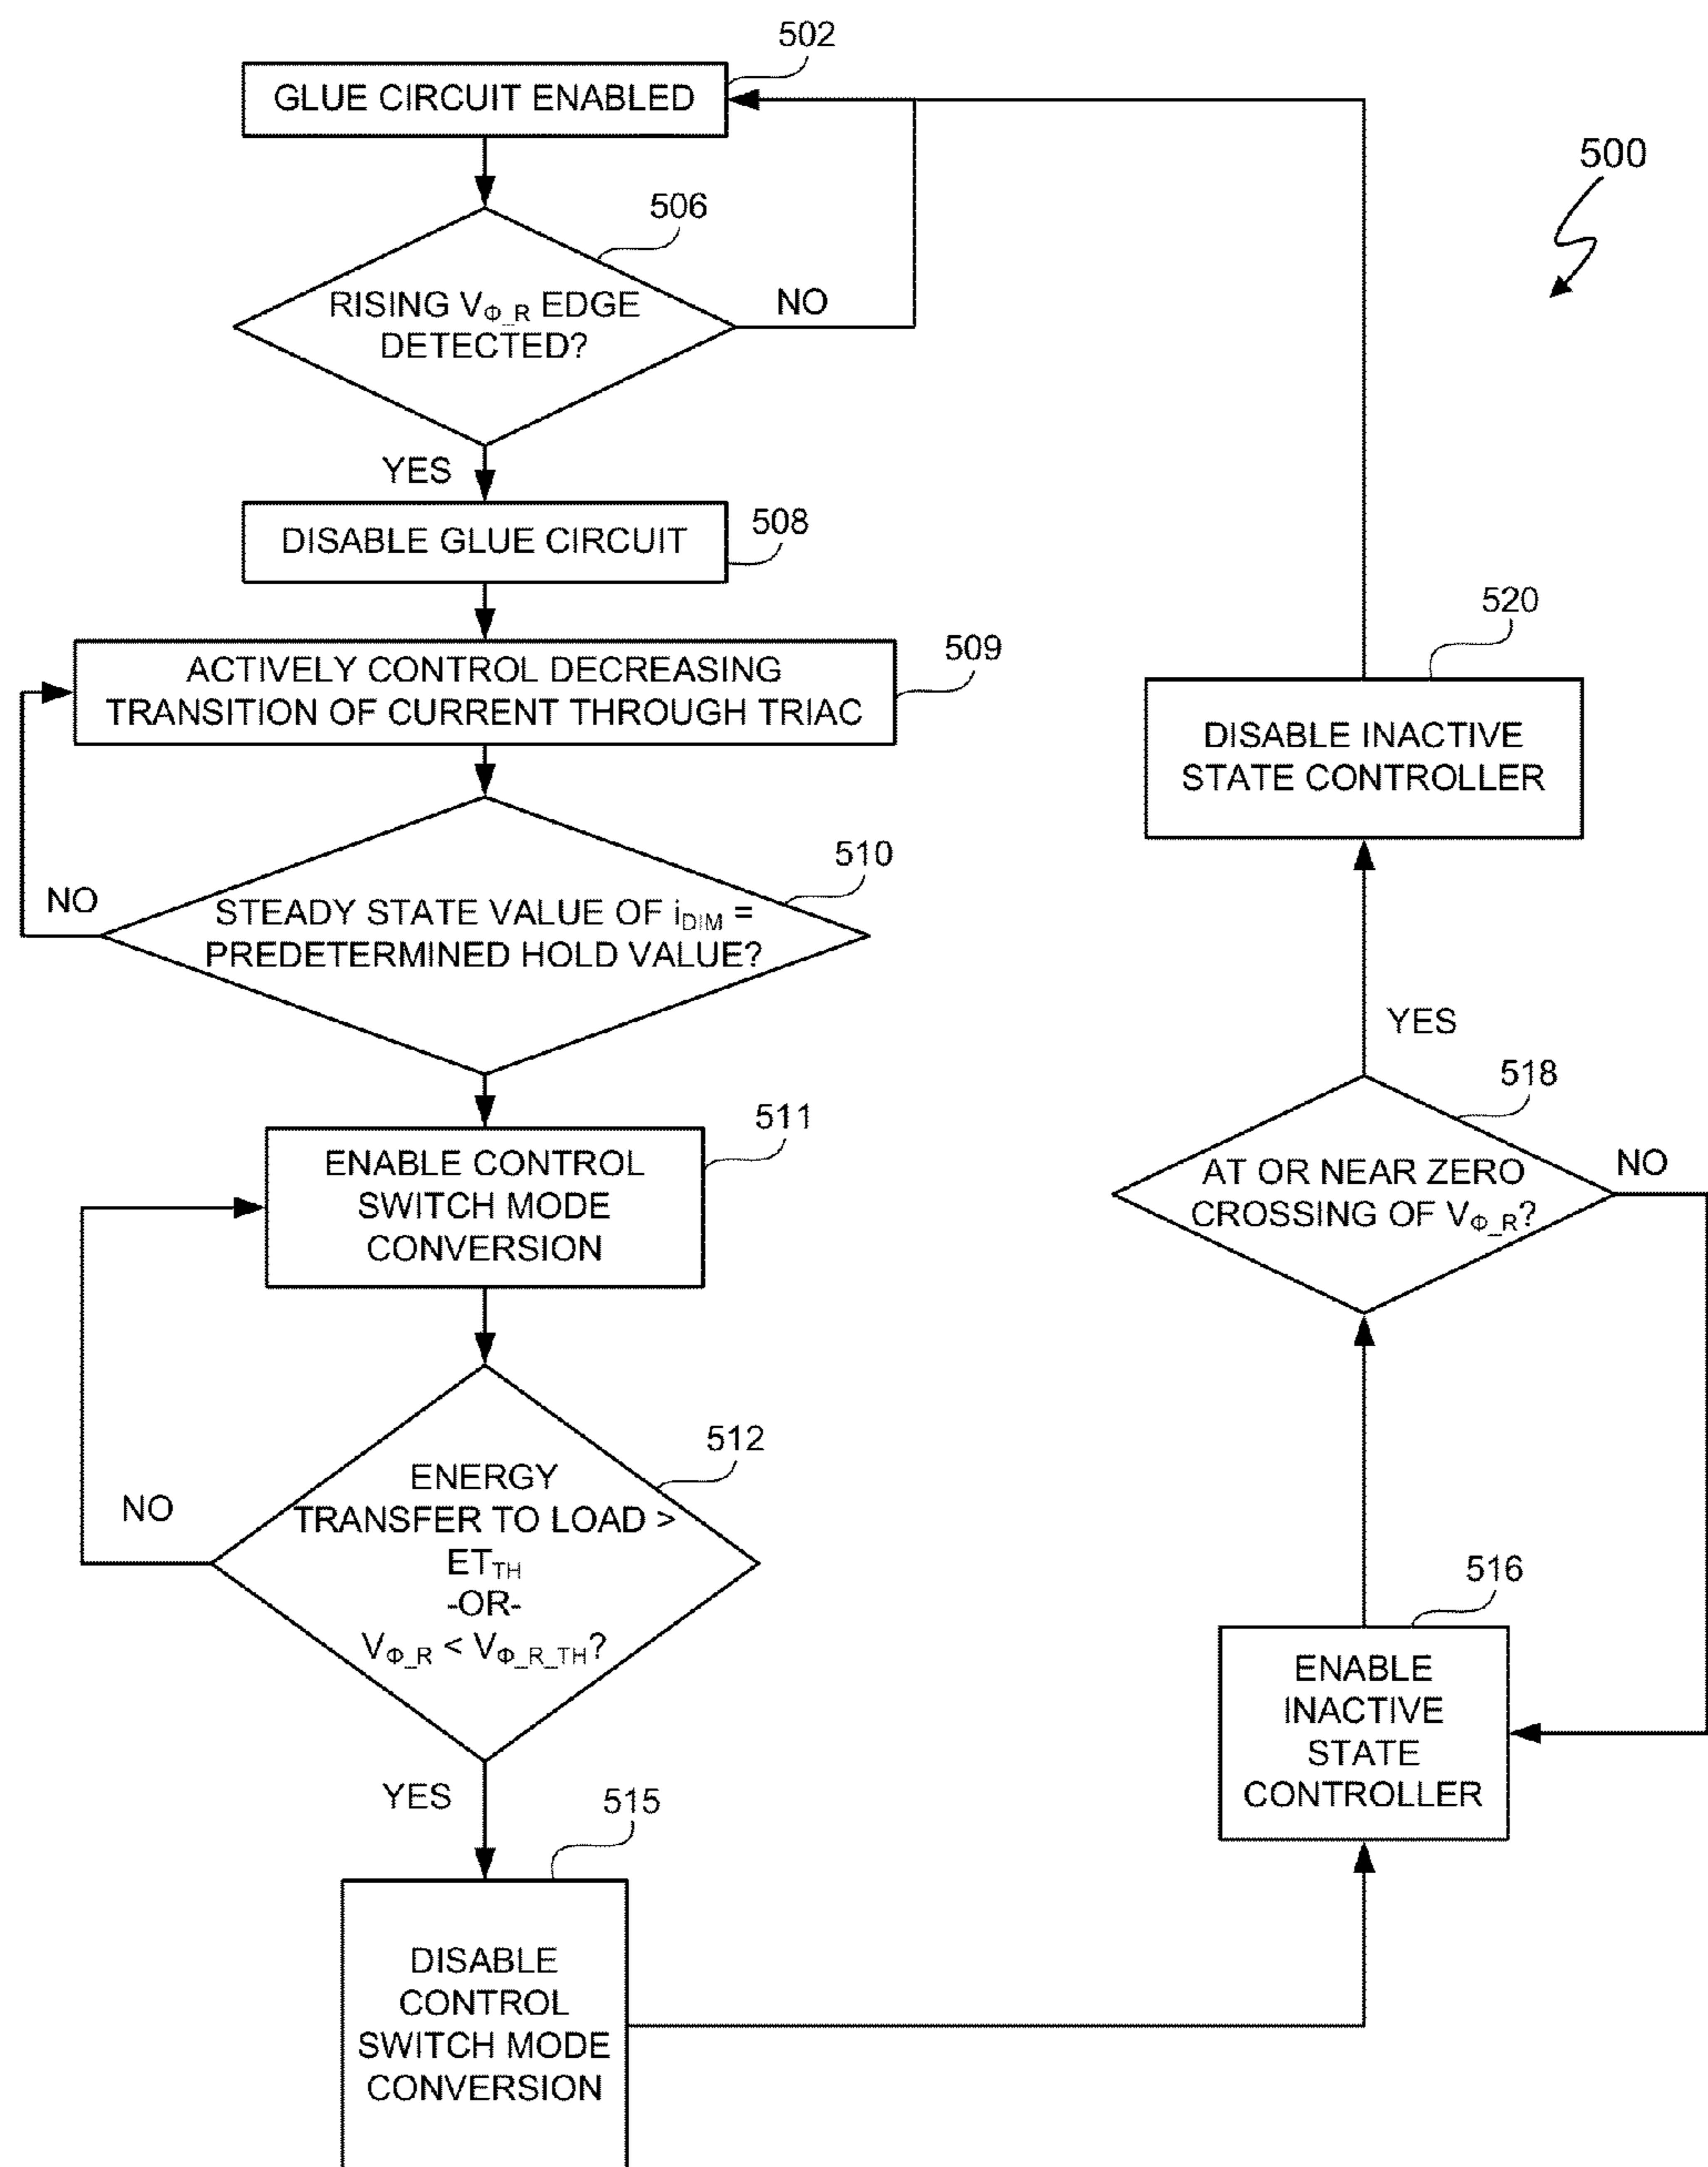 502
GLUE CIRCUIT ENABLED
500
506
RISING VΦ_R EDGE
DETECTED?
NO
YES
508
DISABLE GLUE CIRCUIT
509
ACTIVELY CONTROL DECREASING
TRANSITION OF CURRENT THROUGH TRIAC
510
NO
STEADY STATE VALUE OF iDIM =
PREDETERMINED HOLD VALUE?
511
ENABLE CONTROL
SWITCH MODE
CONVERSION
512
ENERGY
TRANSFER TO LOAD >
ETTH
-OR-
VΦ_R < VΦ_R_TH?
NO
YES
515
DISABLE
CONTROL
SWITCH MODE
CONVERSION
516
ENABLE
INACTIVE
STATE
CONTROLLER
518
AT OR NEAR ZERO
CROSSING OF VΦ_R?
NO
YES
520
DISABLE INACTIVE
STATE CONTROLLER